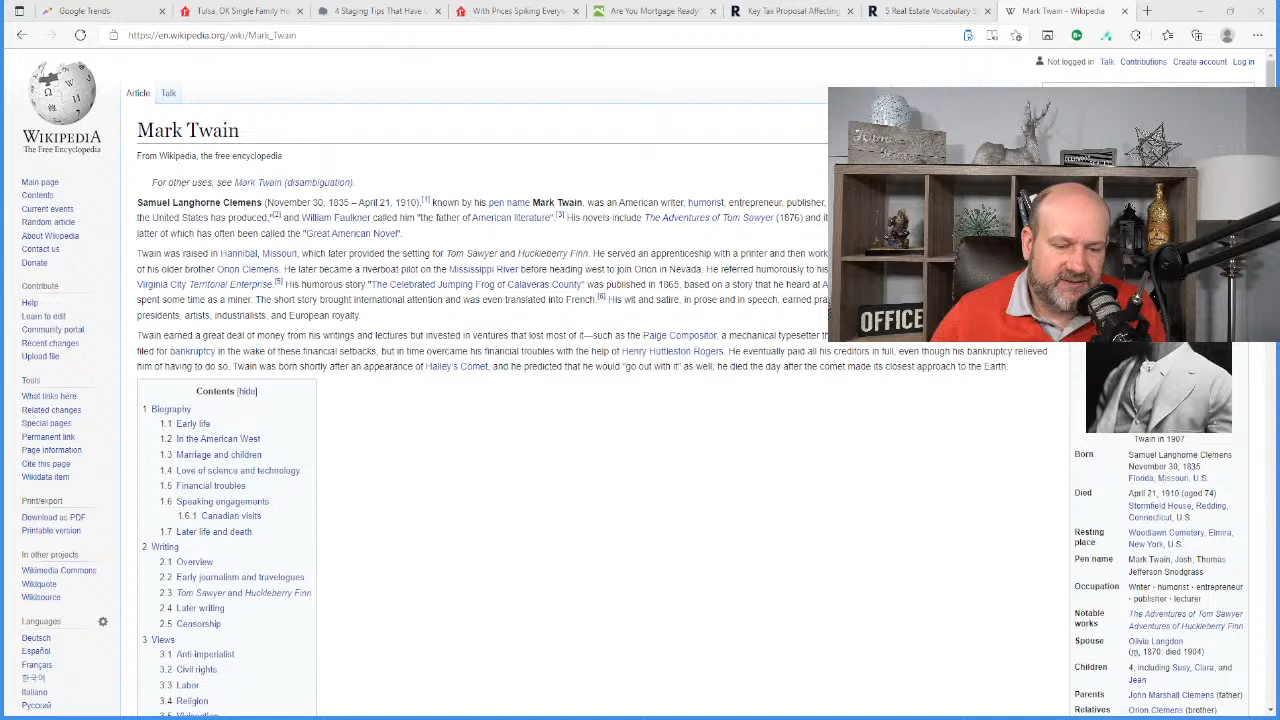 Google Trends
Tulsa, OK Single Family Ho
4 Staging Tips That Have
With Prices Spiking Everyw
Are You Mortgage Ready
Key Tax Proposal Affecting
5 Real Estate Vocabulary S
Mark Twain - Wikipedia
https://en.wikipedia.org/wiki/Mark_Twain
Not logged in Talk Contributions Create account Log in
WIKIPEDIA
The Free Encyclopedia
Article Talk
Mark Twain
From Wikipedia, the free encyclopedia
For other uses, see Mark Twain (disambiguation).
Samuel Langhorne Clemens (November 30, 1835 – April 21, 1910),[1] known by his pen name Mark Twain, was an American writer, humorist, entrepreneur, publisher,
the United States has produced,"[2] and William Faulkner called him "the father of American literature".[3] His novels include The Adventures of Tom Sawyer (1876) and it
latter of which has often been called the "Great American Novel".
Twain was raised in Hannibal, Missouri, which later provided the setting for Tom Sawyer and Huckleberry Finn. He served an apprenticeship with a printer and then work
of his older brother Orion Clemens. He later became a riverboat pilot on the Mississippi River before heading west to join Orion in Nevada. He referred humorously to his
Virginia City Territorial Enterprise.[5] His humorous story "The Celebrated Jumping Frog of Calaveras County" was published in 1865, based on a story that he heard at A
spent some time as a miner. The short story brought international attention and was even translated into French.[6] His wit and satire, in prose and in speech, earned pra
presidents, artists, industrialists, and European royalty.
Twain earned a great deal of money from his writings and lectures but invested in ventures that lost most of it—such as the Paige Compositor, a mechanical typesetter th
filed for bankruptcy in the wake of these financial setbacks, but in time overcame his financial troubles with the help of Henry Huttleston Rogers. He eventually paid all his creditors in full, even though his bankruptcy relieved
him of having to do so. Twain was born shortly after an appearance of Halley's Comet, and he predicted that he would "go out with it" as well; he died the day after the comet made its closest approach to the Earth.
Main page
Contents
Current events
Random article
About Wikipedia
Contact us
Donate
Contribute
Help
Learn to edit
Community portal
Recent changes
Upload file
Tools
What links here
Related changes
Special pages
Permanent link
Page information
Cite this page
Wikidata item
Print/export
Download as PDF
Printable version
In other projects
Wikimedia Commons
Wikiquote
Wikisource
Languages
Deutsch
Español
Français
한국어
Italiano
Русский
Contents [hide]
1 Biography
1.1 Early life
1.2 In the American West
1.3 Marriage and children
1.4 Love of science and technology
1.5 Financial troubles
1.6 Speaking engagements
1.6.1 Canadian visits
1.7 Later life and death
2 Writing
2.1 Overview
2.2 Early journalism and travelogues
2.3 Tom Sawyer and Huckleberry Finn
2.4 Later writing
2.5 Censorship
3 Views
3.1 Anti-imperialist
3.2 Civil rights
3.3 Labor
3.4 Religion
3.5 Vivisection
OFFICE
Twain in 1907
Born Samuel Langhorne Clemens
November 30, 1835
Florida, Missouri, U.S.
Died April 21, 1910 (aged 74)
Stormfield House, Redding,
Connecticut, U.S.
Resting place Woodlawn Cemetery, Elmira,
New York, U.S.
Pen name Mark Twain, Josh, Thomas
Jefferson Snodgrass
Occupation Writer · humorist · entrepreneur
· publisher · lecturer
Notable works The Adventures of Tom Sawyer
Adventures of Huckleberry Finn
Spouse Olivia Langdon
(m. 1870; died 1904)
Children 4, including Susy, Clara, and
Jean
Parents John Marshall Clemens (father)
Relatives Orion Clemens (brother)